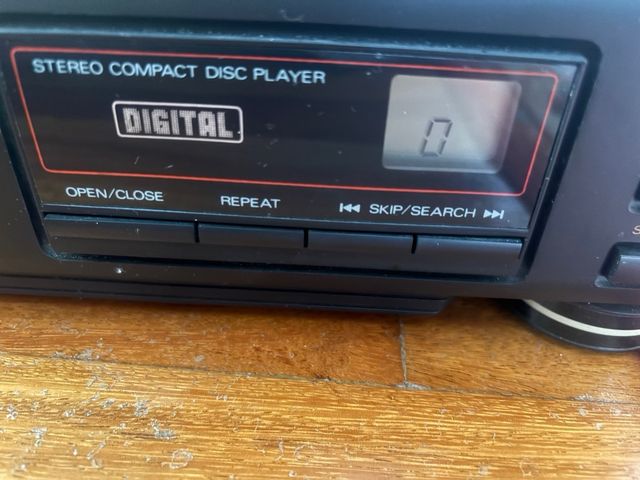 STEREO COMPACT DISC PLAYER
DIGITAL
0
OPEN/CLOSE REPEAT ⏮ SKIP/SEARCH ⏭
S